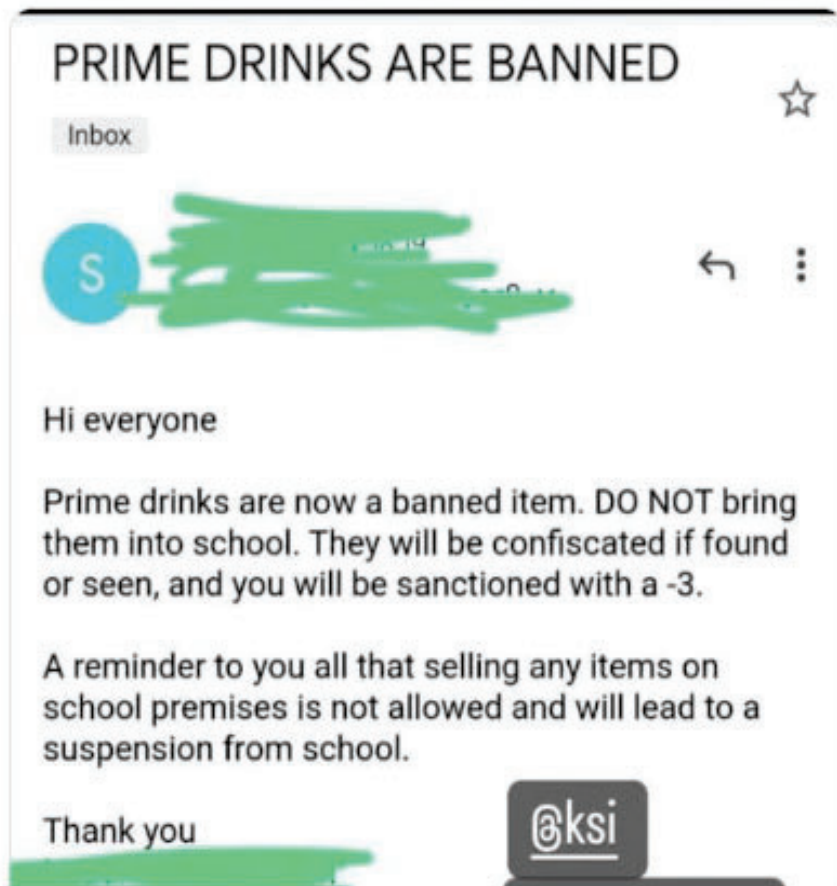 PRIME DRINKS ARE BANNED
Inbox
S
Hi everyone
Prime drinks are now a banned item. DO NOT bring
them into school. They will be confiscated if found
or seen, and you will be sanctioned with a -3.
A reminder to you all that selling any items on
school premises is not allowed and will lead to a
suspension from school.
Thank you
@ksi